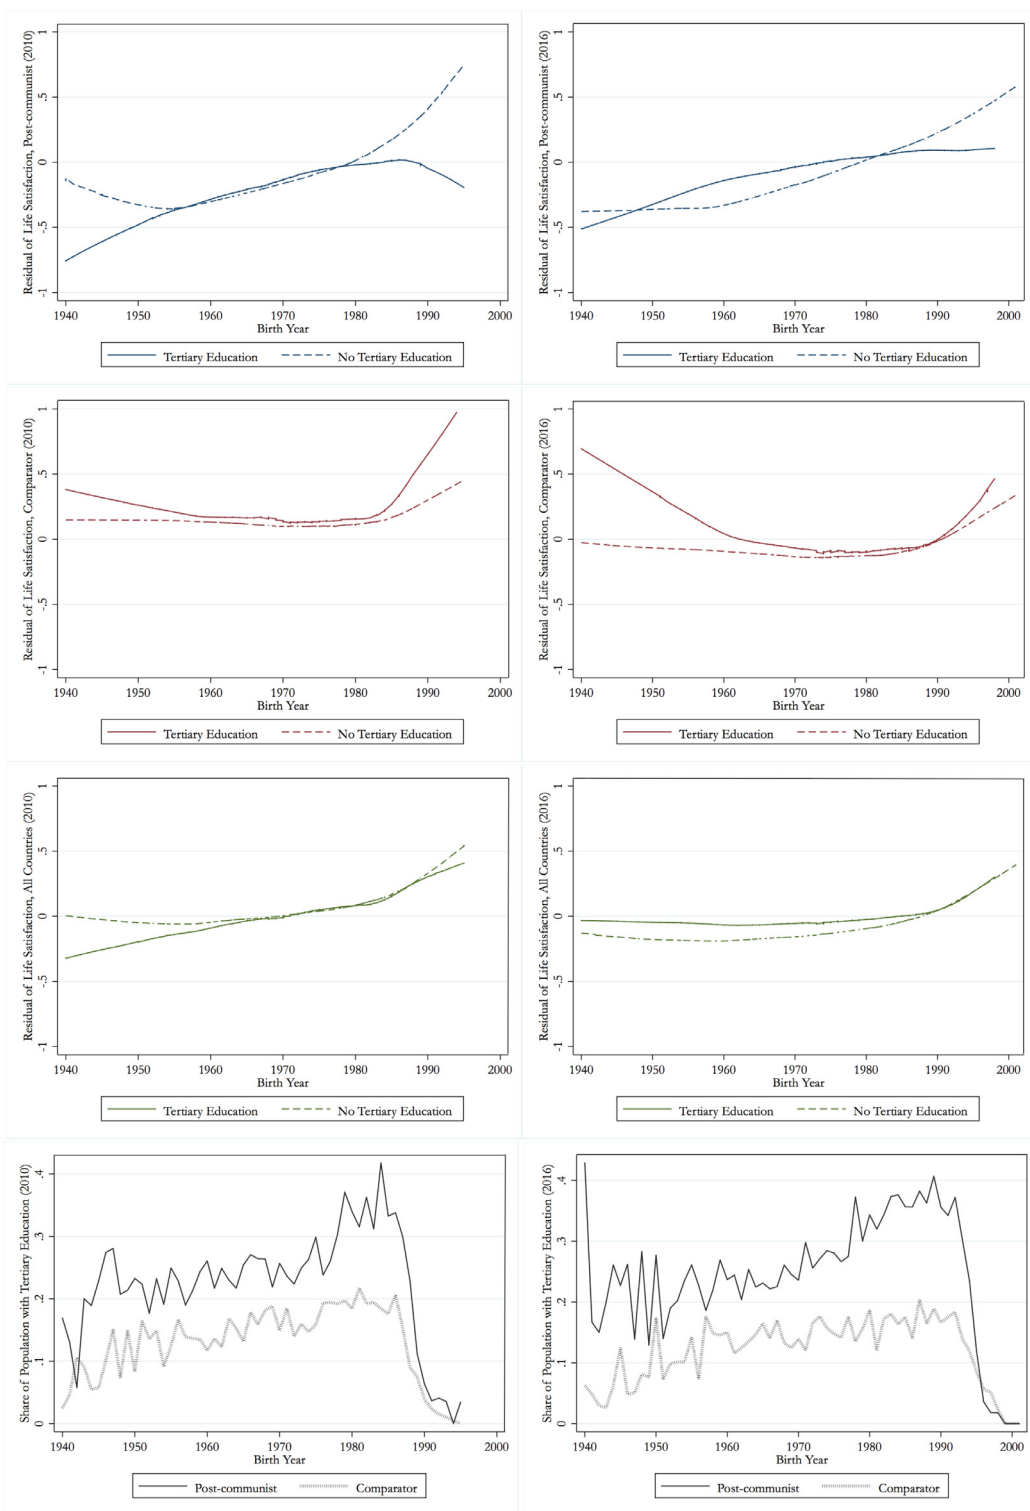 Residual of Life Satisfaction, Post-communist (2010)
1
.5
0
-.5
-1
1940 1950 1960 1970 1980 1990 2000
Birth Year
Tertiary Education No Tertiary Education
Residual of Life Satisfaction, Post-communist (2016)
1
.5
0
-.5
-1
1940 1950 1960 1970 1980 1990 2000
Birth Year
Tertiary Education No Tertiary Education
Residual of Life Satisfaction, Comparator (2010)
1
.5
0
-.5
-1
1940 1950 1960 1970 1980 1990 2000
Birth Year
Tertiary Education No Tertiary Education
Residual of Life Satisfaction, Comparator (2016)
1
.5
0
-.5
-1
1940 1950 1960 1970 1980 1990 2000
Birth Year
Tertiary Education No Tertiary Education
Residual of Life Satisfaction, All Countries (2010)
1
.5
0
-.5
-1
1940 1950 1960 1970 1980 1990 2000
Birth Year
Tertiary Education No Tertiary Education
Residual of Life Satisfaction, All Countries (2016)
1
.5
0
-.5
-1
1940 1950 1960 1970 1980 1990 2000
Birth Year
Tertiary Education No Tertiary Education
Share of Population with Tertiary Education (2010)
.4
.3
.2
.1
0
1940 1950 1960 1970 1980 1990 2000
Birth Year
Post-communist Comparator
Share of Population with Tertiary Education (2016)
.4
.3
.2
.1
0
1940 1950 1960 1970 1980 1990 2000
Birth Year
Post-communist Comparator